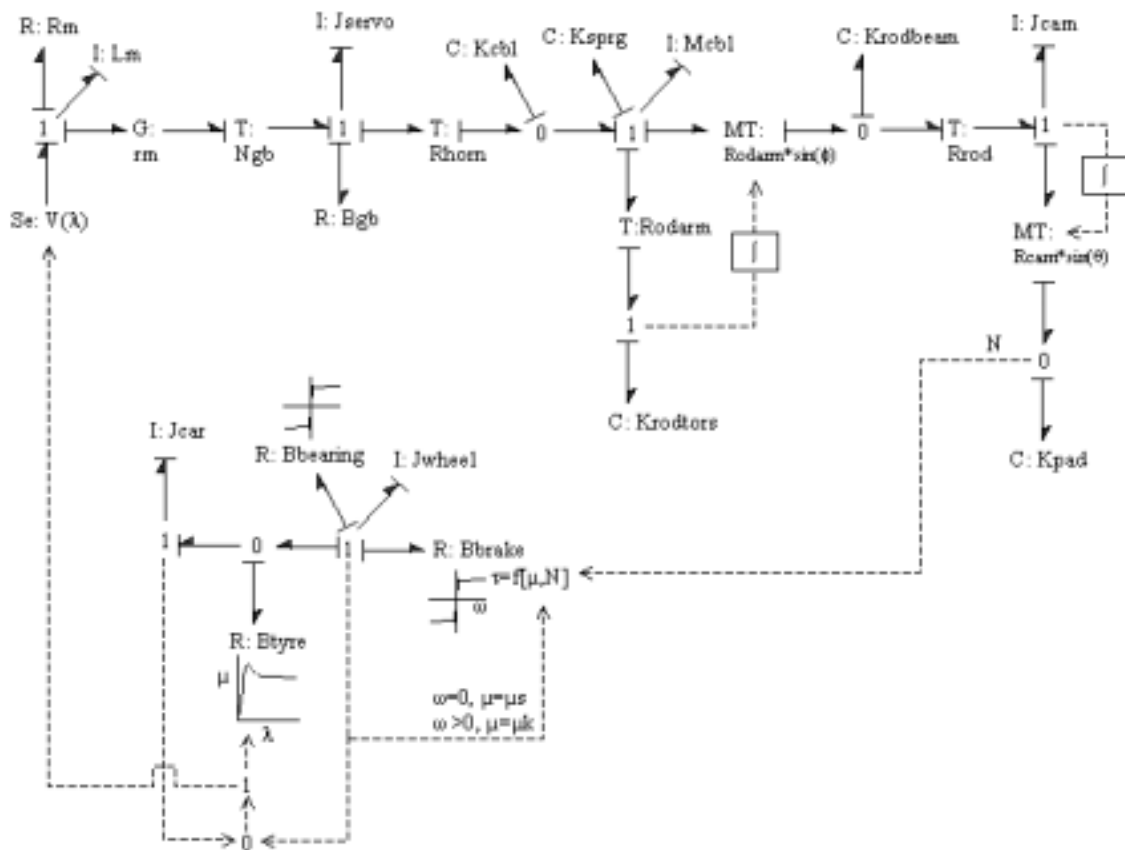 R: Rm
I: Lm
I: Jservo
C: Kcbl
C: Ksprg
I: Mcbl
C: Krodbeam
I: Jcam
1
G:
rm
T:
Ngb
1
T:
Rhorn
0
1
MT:
Rodarm*sin(ϕ)
0
T:
Rrod
1
∫
Se: V(λ)
R: Bgb
T:Rodarm
∫
MT:
Rcam*sin(θ)
1
N
0
C: Krodtors
C: Kpad
I: Jcar
R: Bbearing
I: Jwheel
1
0
1
R: Bbrake
τ=f[μ,N]
ω
R: Btyre
μ
λ
ω=0, μ=μs
ω>0, μ=μk
1
0